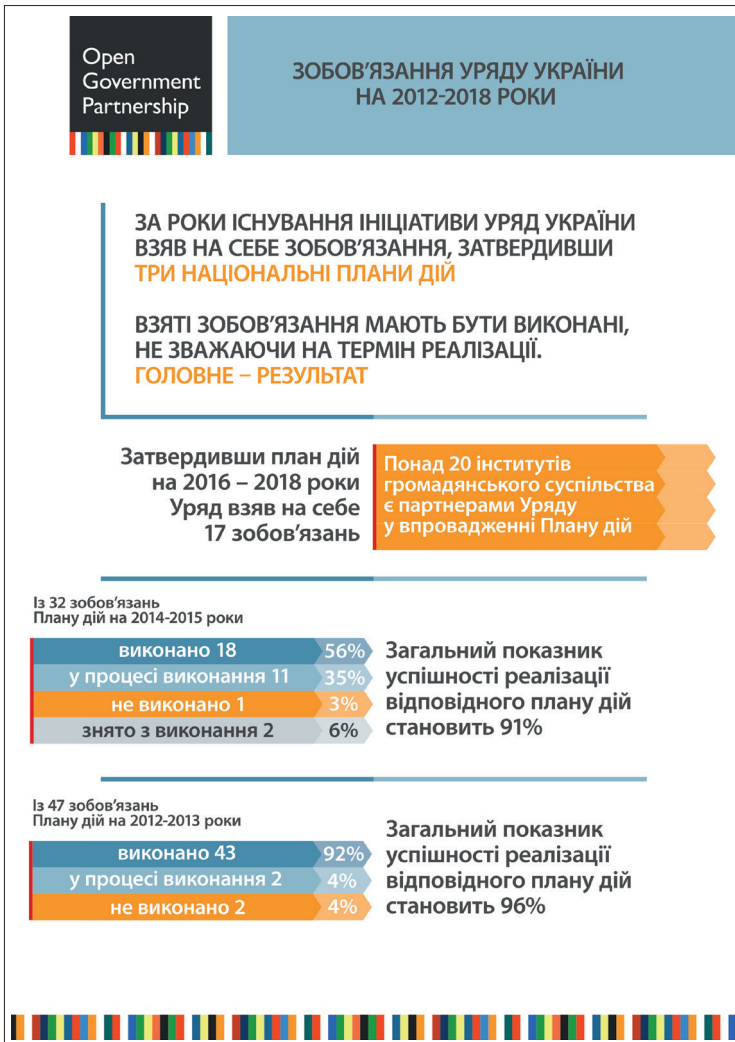 Open
Government
Partnership
ЗОБОВ'ЯЗАННЯ УРЯДУ УКРАЇНИ
НА 2012-2018 РОКИ
ЗА РОКИ ІСНУВАННЯ ІНІЦІАТИВИ УРЯД УКРАЇНИ
ВЗЯВ НА СЕБЕ ЗОБОВ'ЯЗАННЯ, ЗАТВЕРДИВШИ
ТРИ НАЦІОНАЛЬНІ ПЛАНИ ДІЙ
ВЗЯТІ ЗОБОВ'ЯЗАННЯ МАЮТЬ БУТИ ВИКОНАНІ,
НЕ ЗВАЖАЮЧИ НА ТЕРМІН РЕАЛІЗАЦІЇ.
ГОЛОВНЕ – РЕЗУЛЬТАТ
Затвердивши план дій
на 2016 – 2018 роки
Уряд взяв на себе
17 зобов'язань
Понад 20 інститутів
громадянського суспільства
є партнерами Уряду
у впровадженні Плану дій
Із 32 зобов'язань
Плану дій на 2014-2015 роки
виконано 18 56%
у процесі виконання 11 35%
не виконано 1 3%
знято з виконання 2 6%
Загальний показник
успішності реалізації
відповідного плану дій
становить 91%
Із 47 зобов'язань
Плану дій на 2012-2013 роки
виконано 43 92%
у процесі виконання 2 4%
не виконано 2 4%
Загальний показник
успішності реалізації
відповідного плану дій
становить 96%